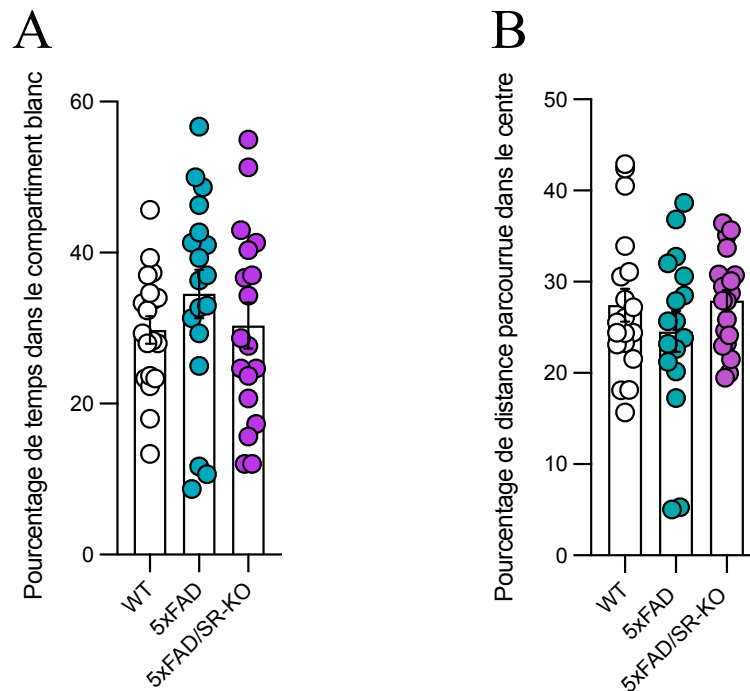 A
Pourcentage de temps dans le compartiment blanc
60
40
20
0
WT
5xFAD
5xFAD/SR-KO
B
Pourcentage de distance parcourrue dans le centre
50
40
30
20
10
0
WT
5xFAD
5xFAD/SR-KO